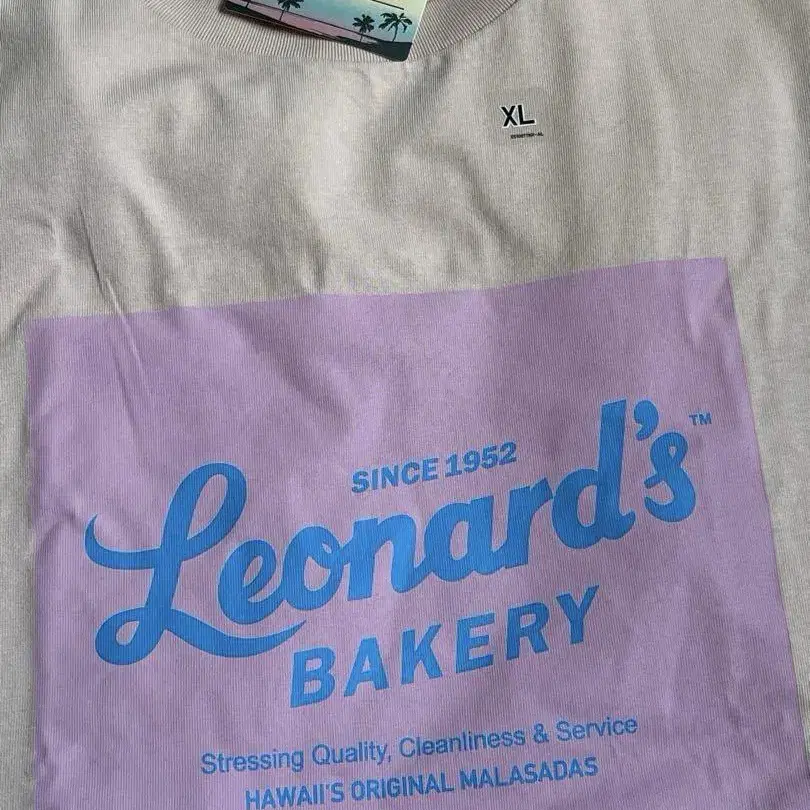 XL
SINCE 1952
Leonard's™
BAKERY
Stressing Quality, Cleanliness & Service
HAWAII'S ORIGINAL MALASADAS